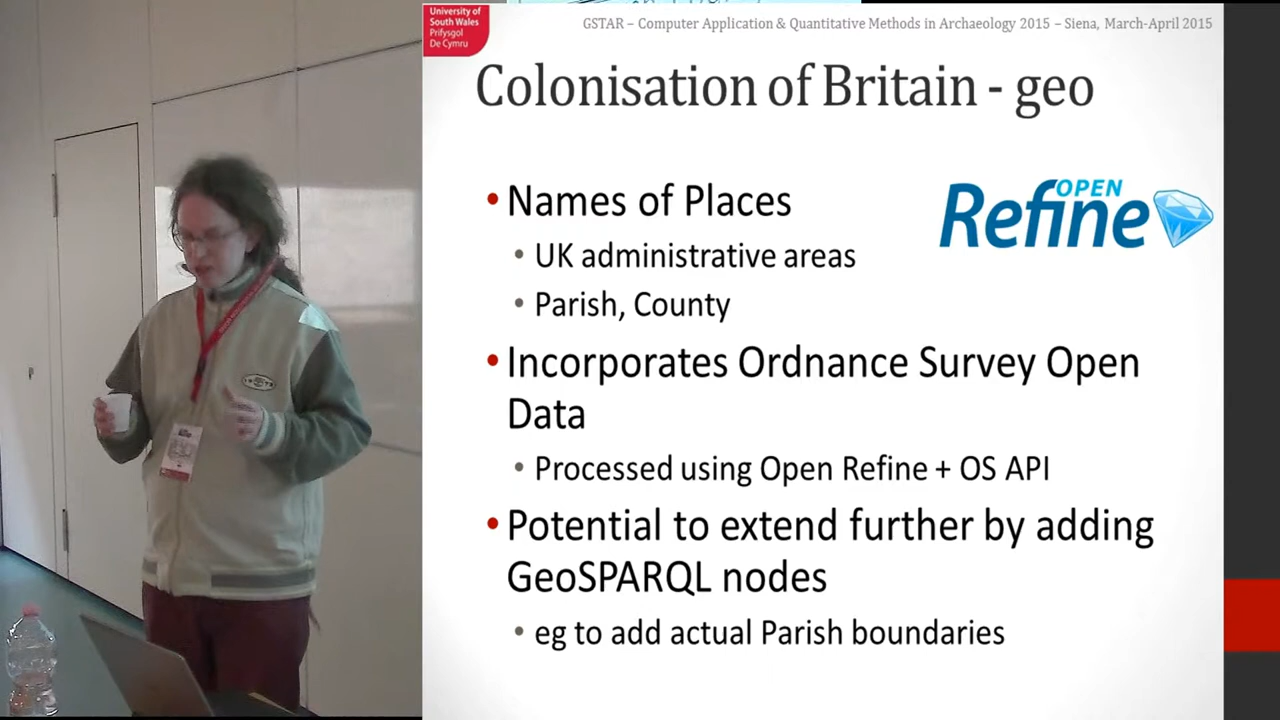 University of
South Wales
Prifysgol
De Cymru
GSTAR – Computer Application & Quantitative Methods in Archaeology 2015 – Siena, March-April 2015
Colonisation of Britain - geo
OPEN
Refine
• Names of Places
• UK administrative areas
• Parish, County
• Incorporates Ordnance Survey Open
Data
• Processed using Open Refine + OS API
• Potential to extend further by adding
GeoSPARQL nodes
• eg to add actual Parish boundaries